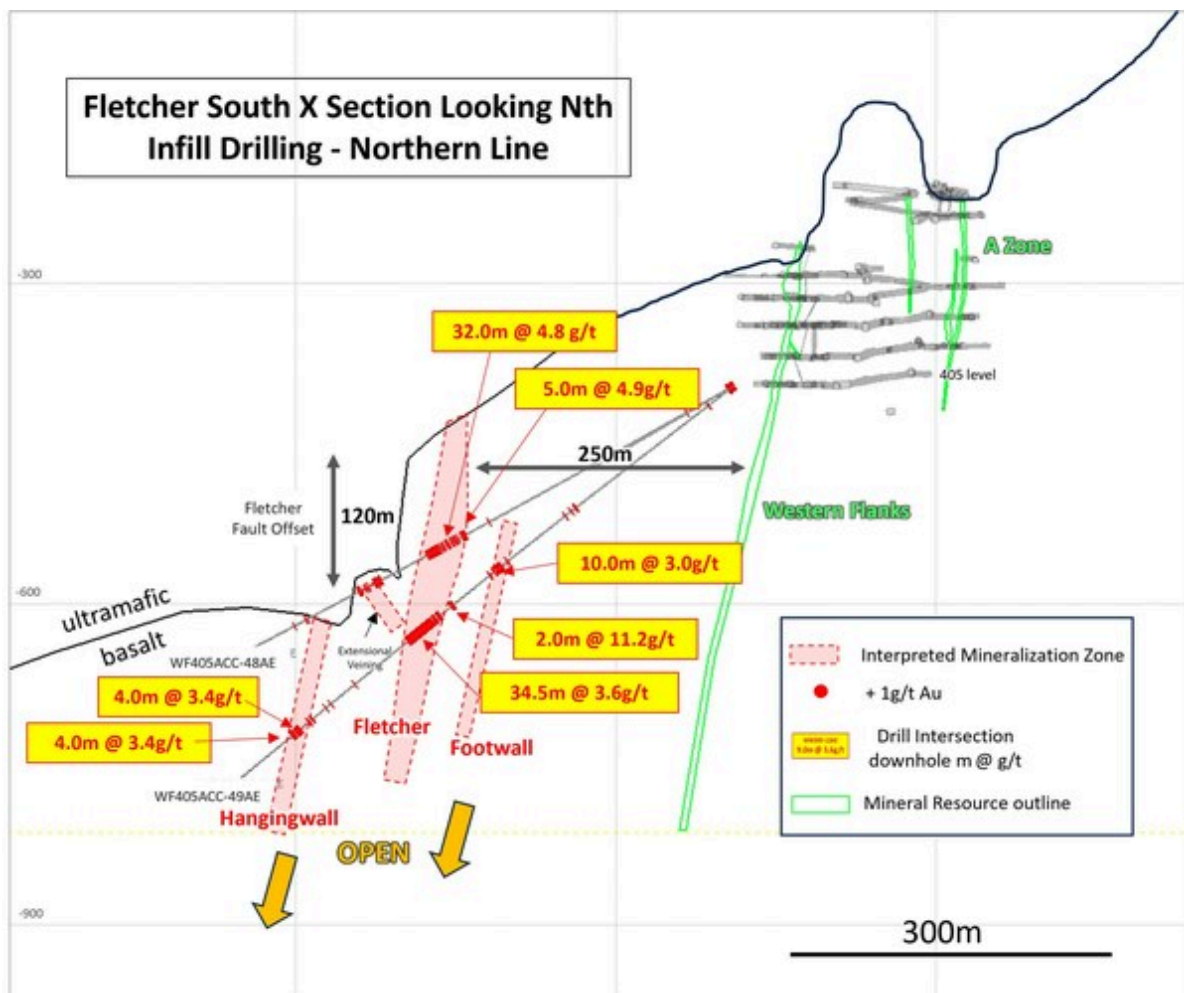 Fletcher South X Section Looking Nth
Infill Drilling - Northern Line
A Zone
-300
32.0m @ 4.8 g/t
405 level
5.0m @ 4.9g/t
250m
Fletcher
Fault Offset
120m
Western Flanks
10.0m @ 3.0g/t
-600
ultramafic
basalt
2.0m @ 11.2g/t
Extensional
Veining
WF405ACC-48AE
34.5m @ 3.6g/t
4.0m @ 3.4g/t
4.0m @ 3.4g/t
Fletcher
Footwall
WF405ACC-49AE
Hangingwall
OPEN
Interpreted Mineralization Zone
+ 1g/t Au
Drill Intersection
downhole m @ g/t
Mineral Resource outline
-900
300m